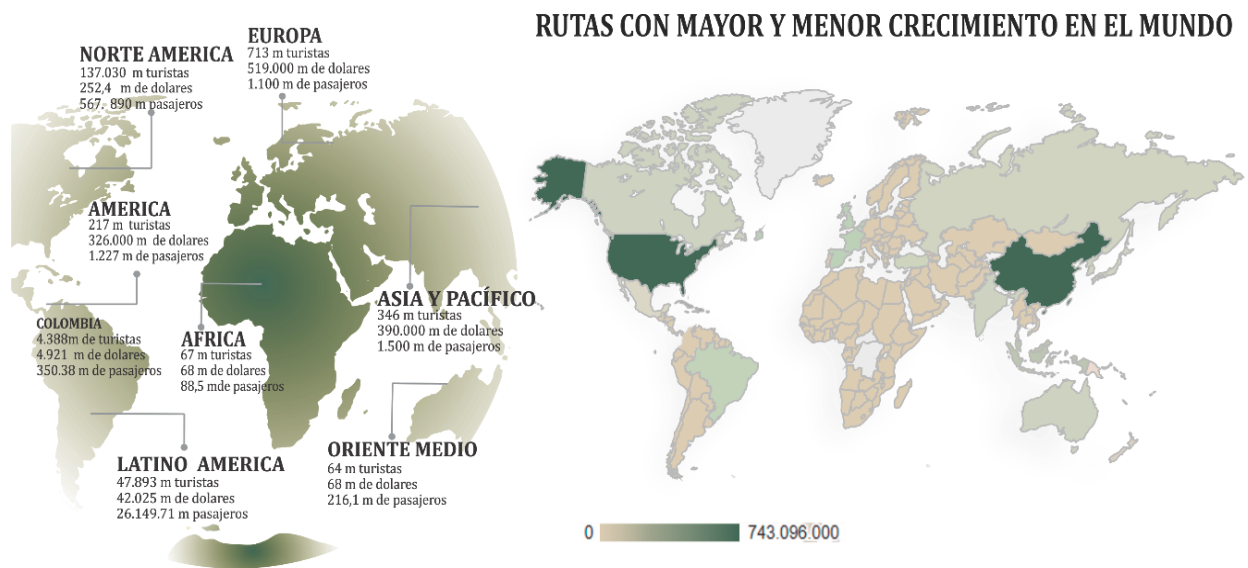 RUTAS CON MAYOR Y MENOR CRECIMIENTO EN EL MUNDO
EUROPA
713 m turistas
519.000 m de dolares
1.100 m de pasajeros
NORTE AMERICA
137.030 m turistas
252,4 m de dolares
567. 890 m pasajeros
AMERICA
217 m turistas
326.000 m de dolares
1.227 m de pasajeros
ASIA Y PACÍFICO
346 m turistas
390.000 m de dolares
1.500 m de pasajeros
COLOMBIA
4.388m de turistas
4.921 m de dolares
350.38 m de pasajeros
AFRICA
67 m turistas
68 m de dolares
88,5 mde pasajeros
ORIENTE MEDIO
64 m turistas
68 m de dolares
216,1 m de pasajeros
LATINO AMERICA
47.893 m turistas
42.025 m de dolares
26.149.71 m pasajeros
0 743.096.000